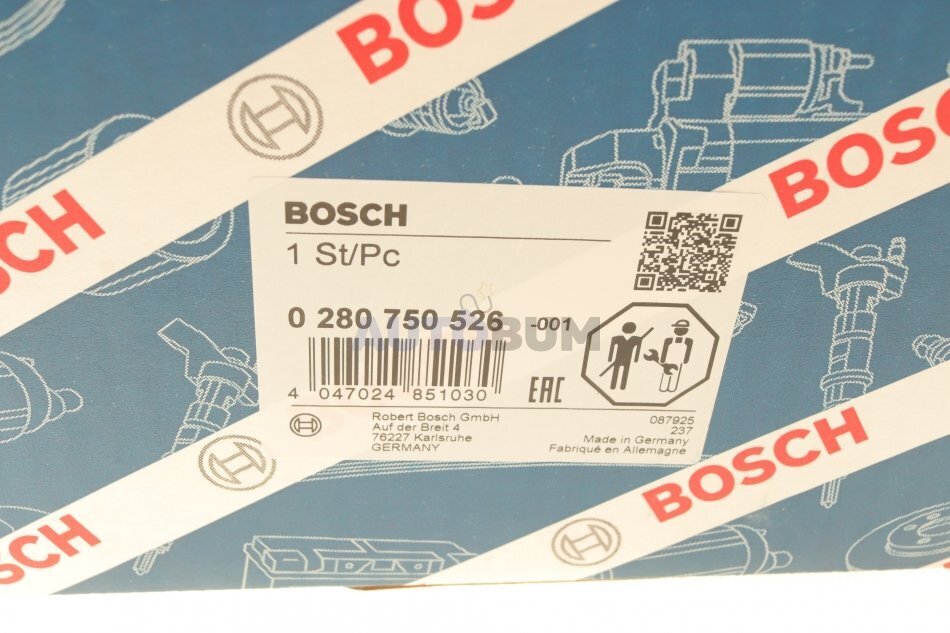 BOSCH
BOSCH
BOSCH
BOSCH
1 St/Pc
0 280 750 526 -001
AUTOBUM
4 047024 851030
EAC
Robert Bosch GmbH
Auf der Breit 4
76227 Karlsruhe
GERMANY
087925
237
Made in Germany
Fabriqué en Allemagne
BOSCH
BOSCH